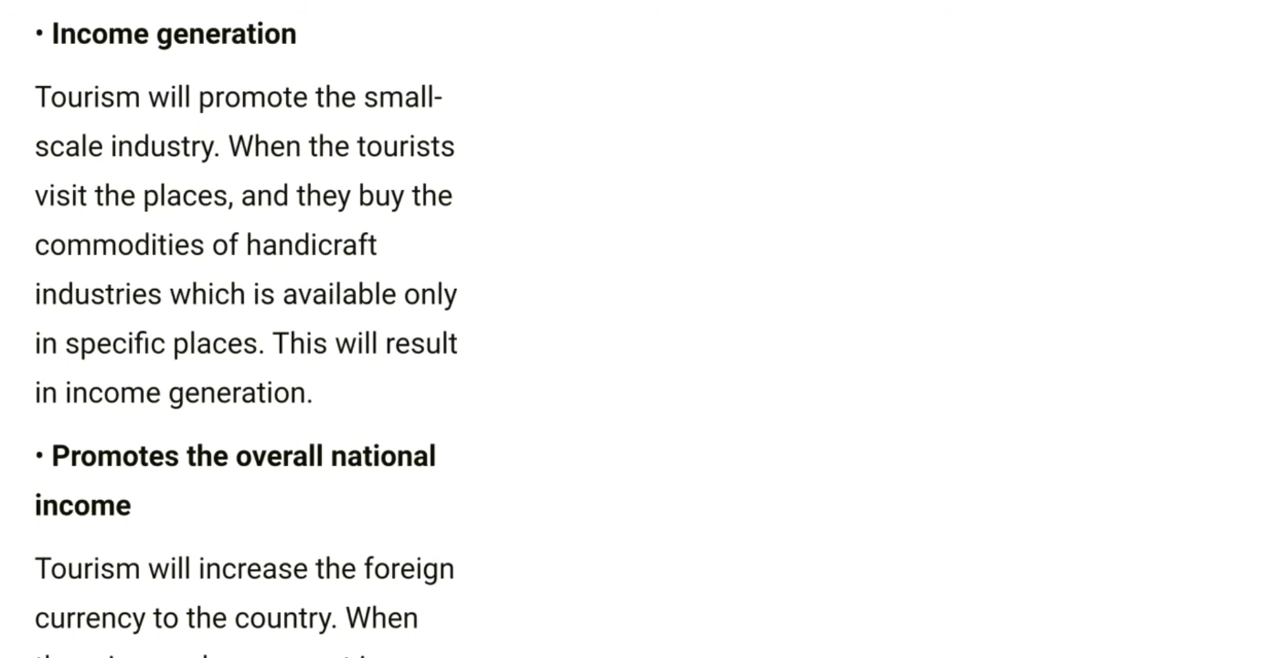 • Income generation
Tourism will promote the small-
scale industry. When the tourists
visit the places, and they buy the
commodities of handicraft
industries which is available only
in specific places. This will result
in income generation.
• Promotes the overall national
income
Tourism will increase the foreign
currency to the country. When